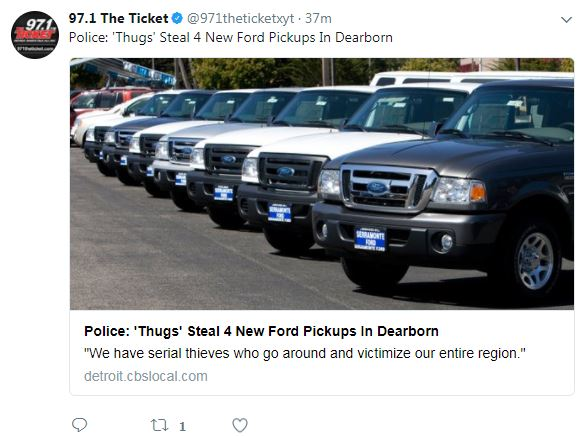 97.1 The Ticket @971theticketxyt · 37m
Police: 'Thugs' Steal 4 New Ford Pickups In Dearborn
97.1
TICKET
971theticket.com
Ford
SERRAMONTE
FORD
Police: 'Thugs' Steal 4 New Ford Pickups In Dearborn
"We have serial thieves who go around and victimize our entire region."
detroit.cbslocal.com
1